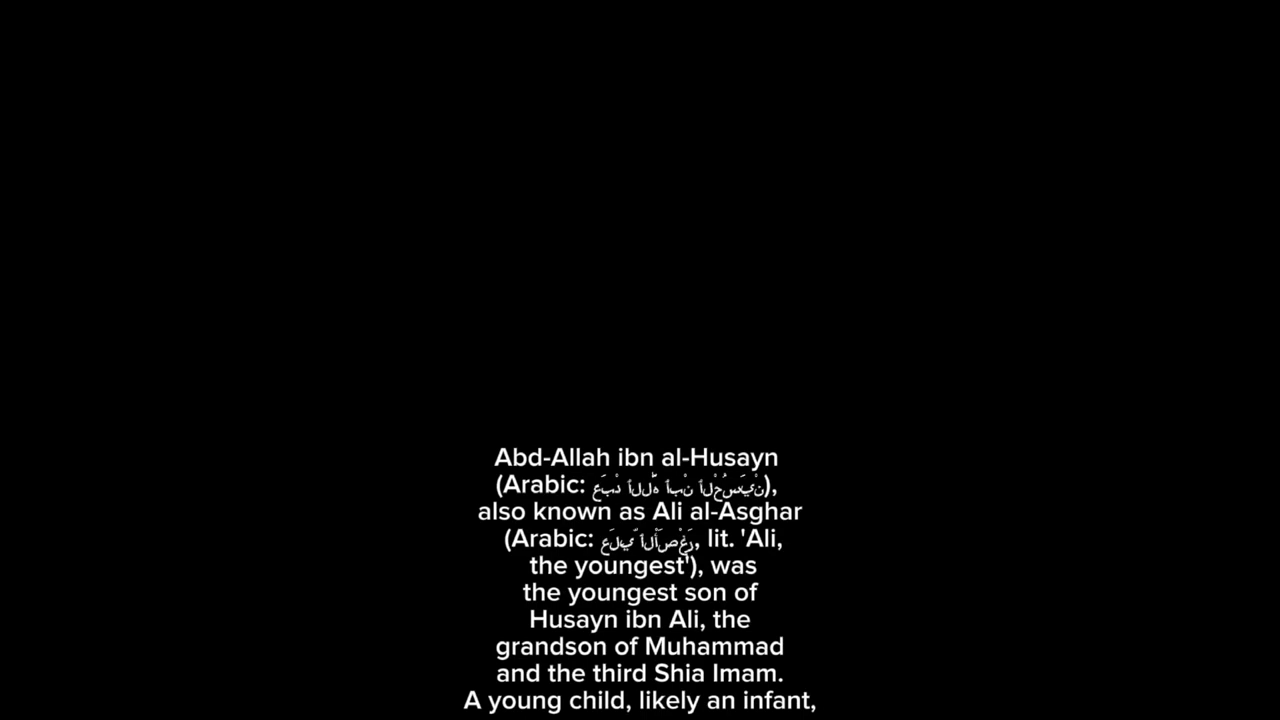 Abd-Allah ibn al-Husayn
(Arabic: عَبْدْ ٱللَّٰه ٱبْن ٱلْحُسَيْن),
also known as Ali al-Asghar
(Arabic: عَلِيّ ٱلْأَصْغَر, lit. 'Ali,
the youngest'), was
the youngest son of
Husayn ibn Ali, the
grandson of Muhammad
and the third Shia Imam.
A young child, likely an infant,